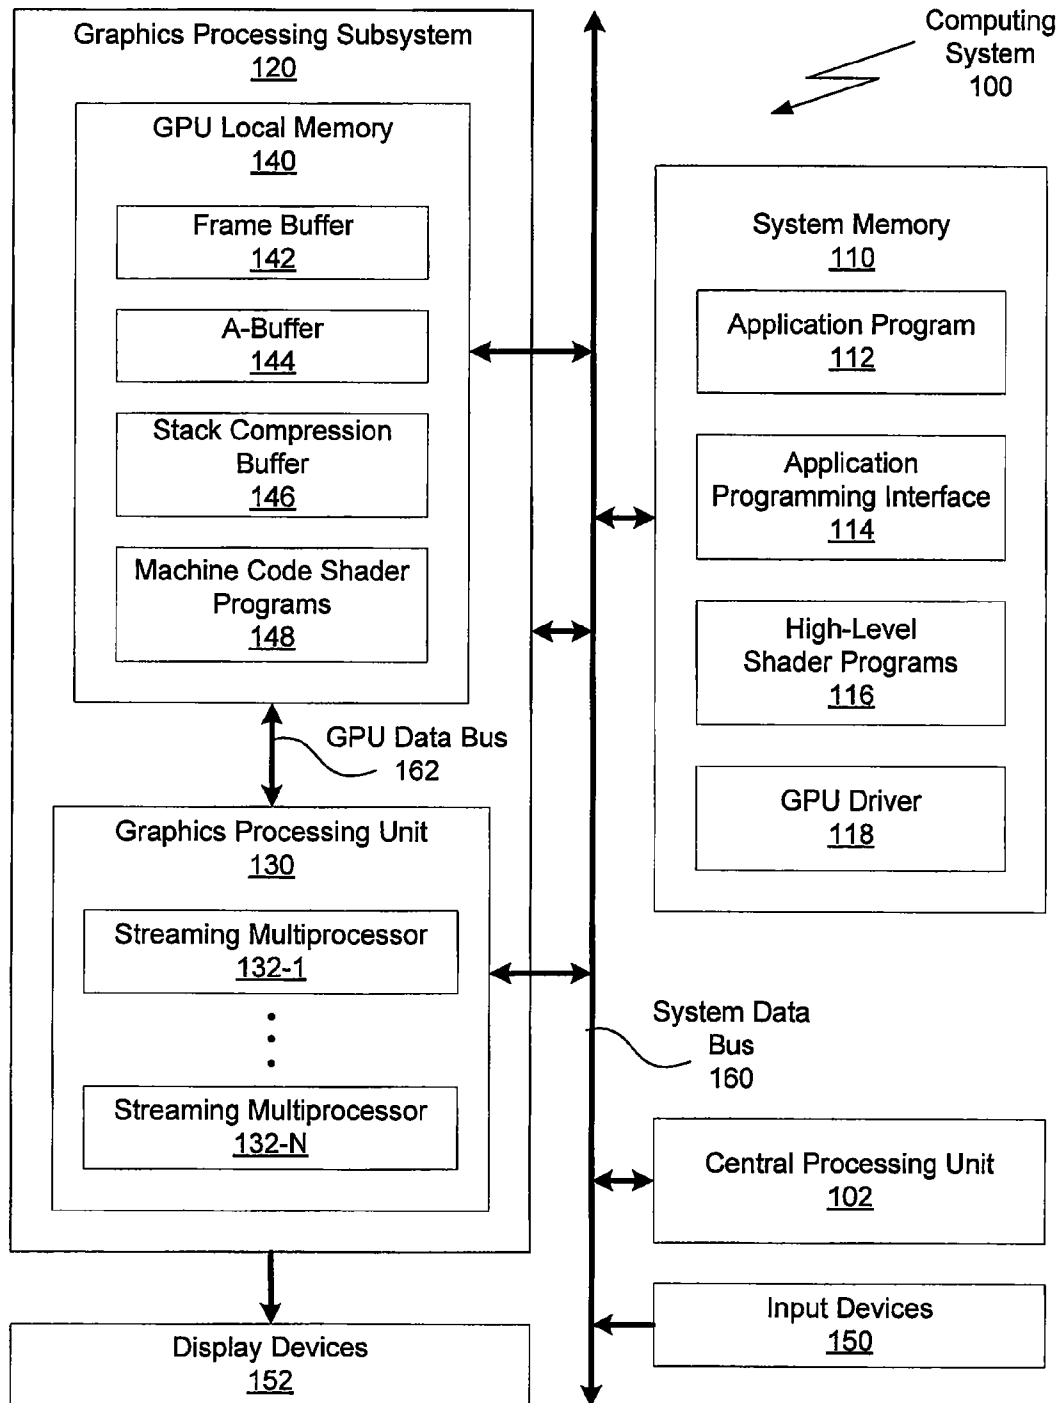 Graphics Processing Subsystem
120
GPU Local Memory
140
Frame Buffer
142
A-Buffer
144
Stack Compression
Buffer
146
Machine Code Shader
Programs
148
GPU Data Bus
162
Graphics Processing Unit
130
Streaming Multiprocessor
132-1
Streaming Multiprocessor
132-N
Display Devices
152
Computing
System
100
System Memory
110
Application Program
112
Application
Programming Interface
114
High-Level
Shader Programs
116
GPU Driver
118
System Data
Bus
160
Central Processing Unit
102
Input Devices
150